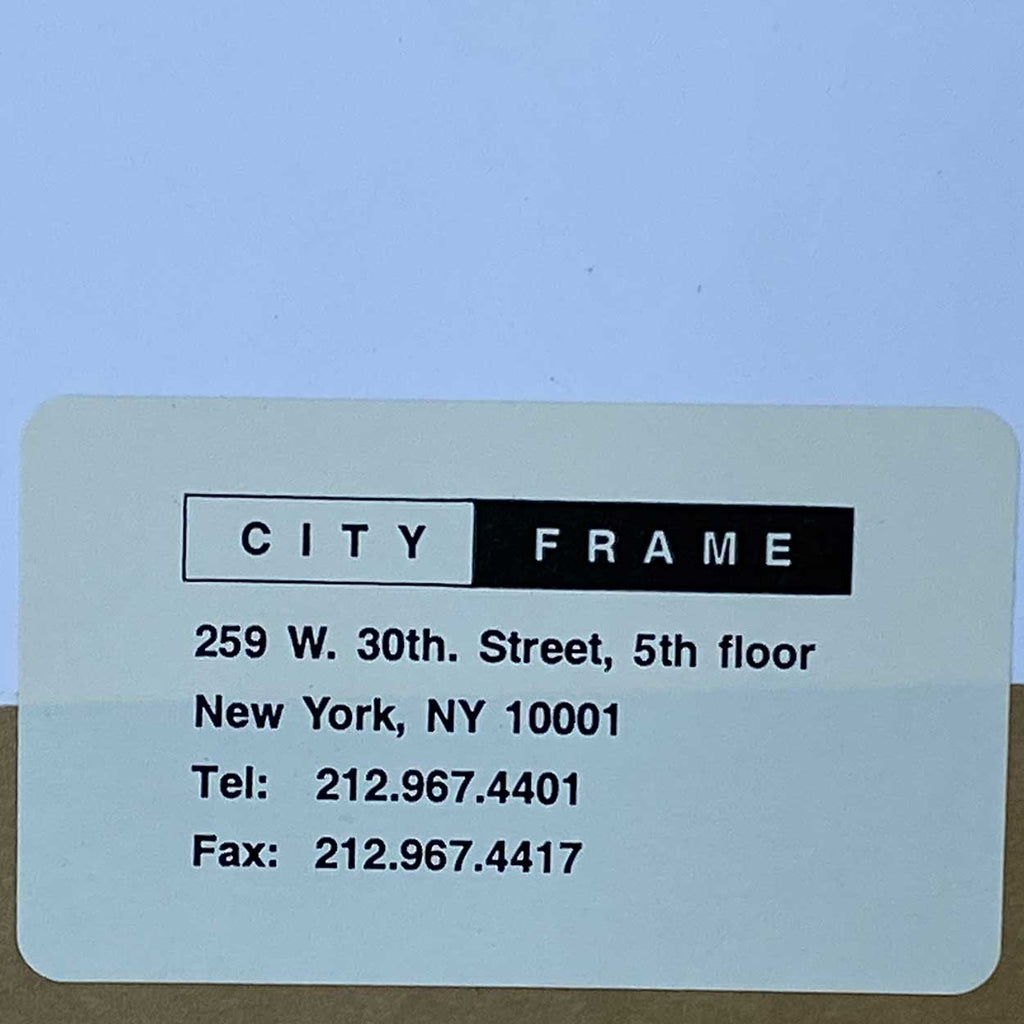 CITY FRAME
259 W. 30th. Street, 5th floor
New York, NY 10001
Tel: 212.967.4401
Fax: 212.967.4417